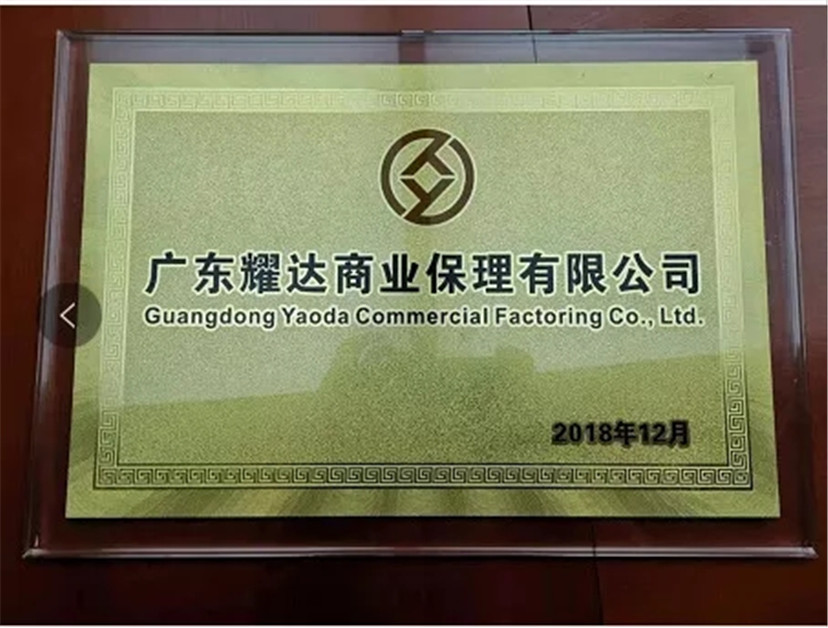 广东耀达商业保理有限公司
Guangdong Yaoda Commercial Factoring Co., Ltd.
2018年12月